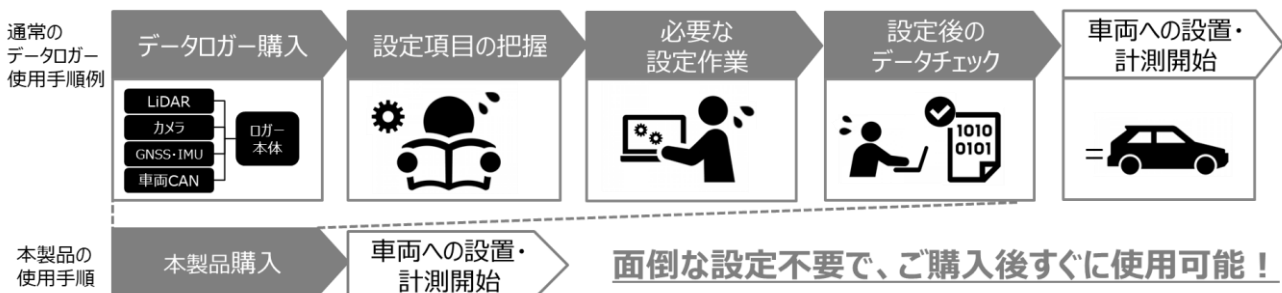 通常の
データロガー
使用手順例
データロガー購入
設定項目の把握
必要な
設定作業
設定後の
データチェック
車両への設置・
計測開始
LiDAR
カメラ
GNSS・IMU
車両CAN
ロガー
本体
1010
0101
=
本製品の
使用手順
本製品購入
車両への設置・
計測開始
面倒な設定不要で、ご購入後すぐに使用可能！